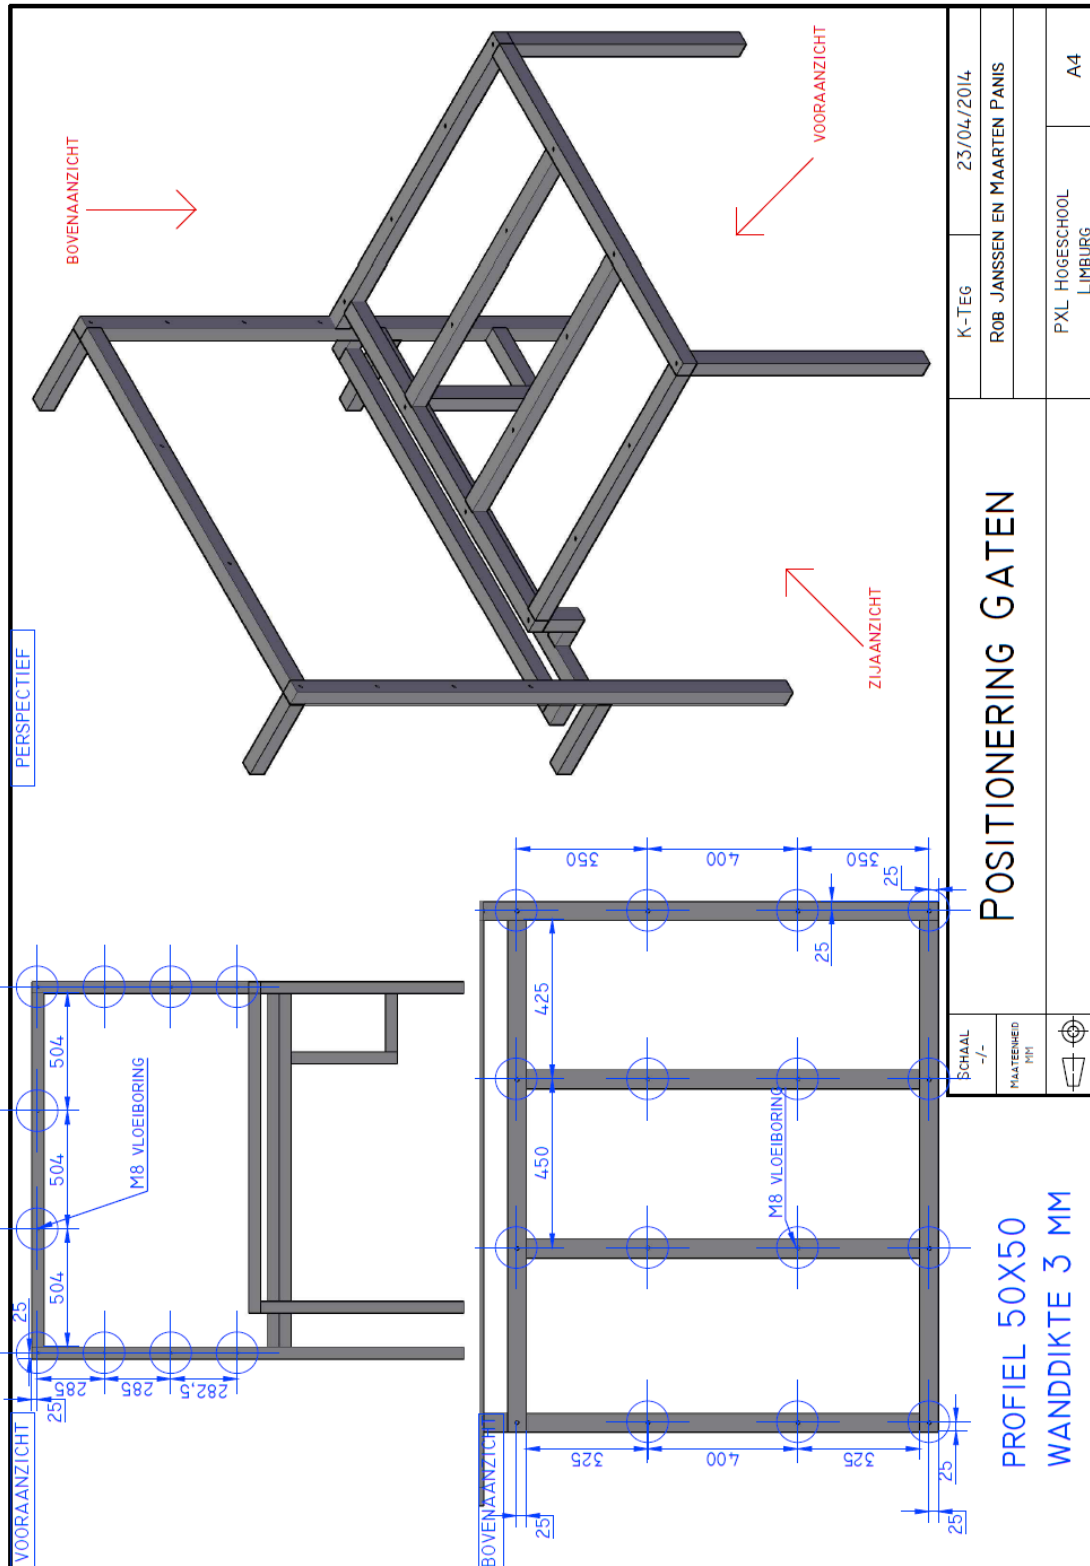 VOORAANZICHT
25
25
504
504
504
285
285
282,5
M8 VLOEIBORING
PERSPECTIEF
BOVENAANZICHT
VOORAANZICHT
ZIJAANZICHT
BOVENAANZICHT
25
325
400
325
25
25
450
425
M8 VLOEIBORING
25
25
350
400
350
PROFIEL 50X50
WANDDIKTE 3 MM
SCHAAL
-/-
MAATEENHEID
MM
POSITIONERING GATEN
K-TEG
23/04/2014
ROB JANSSEN EN MAARTEN PANIS
PXL HOGESCHOOL
LIMBURG
A4